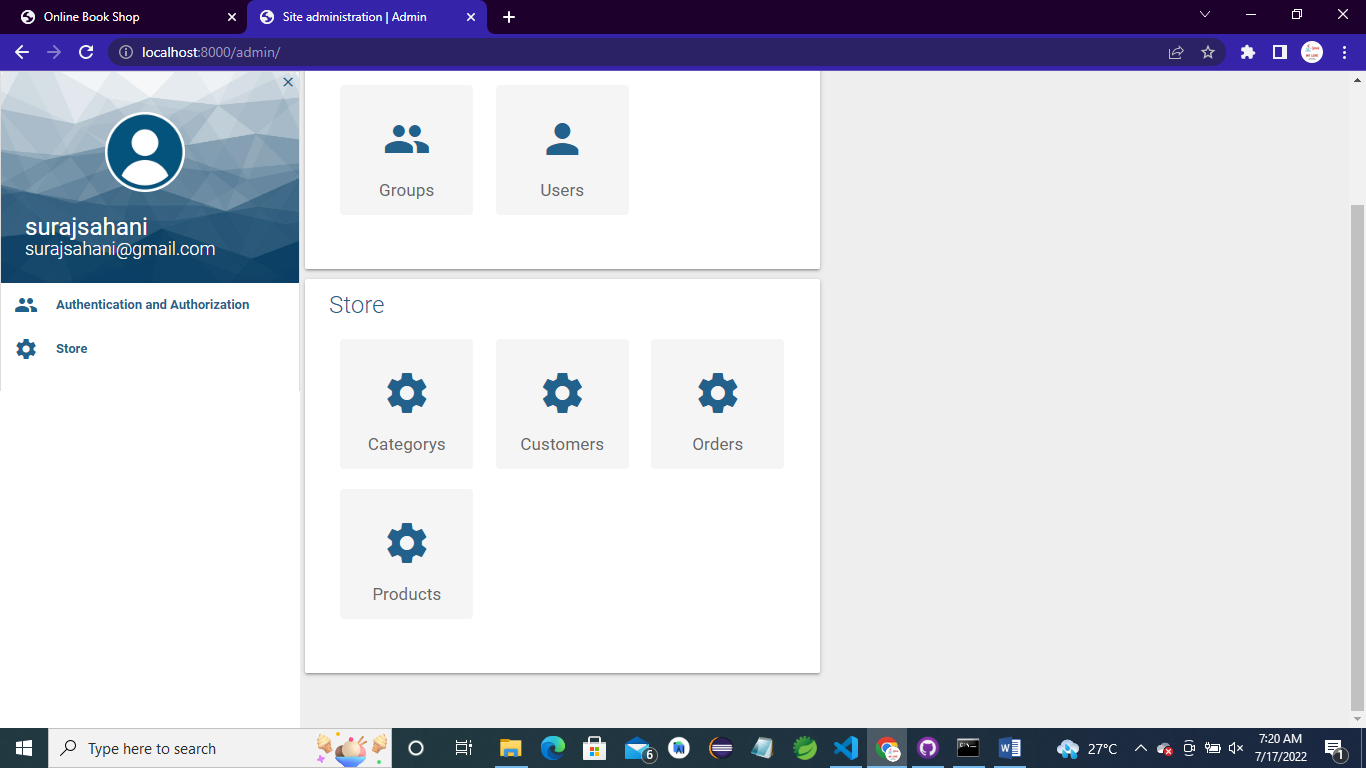 Online Book Shop
Site administration | Admin
localhost:8000/admin/
surajsahani
surajsahani@gmail.com
Authentication and Authorization
Store
Groups
Users
Store
Categorys
Customers
Orders
Products
Type here to search
6
27°C
7:20 AM
7/17/2022
1